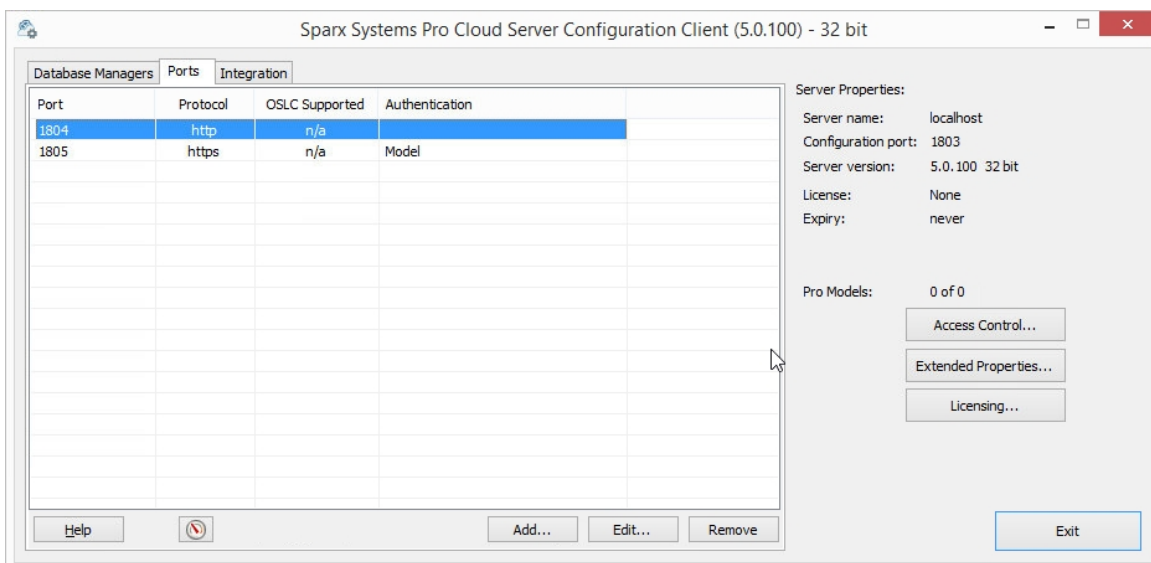 Sparx Systems Pro Cloud Server Configuration Client (5.0.100) - 32 bit
Database Managers Ports Integration
Port Protocol OSLC Supported Authentication
1804 http n/a
1805 https n/a Model
Server Properties:
Server name: localhost
Configuration port: 1803
Server version: 5.0.100 32 bit
License: None
Expiry: never
Pro Models: 0 of 0
Access Control...
Extended Properties...
Licensing...
Help Add... Edit... Remove Exit